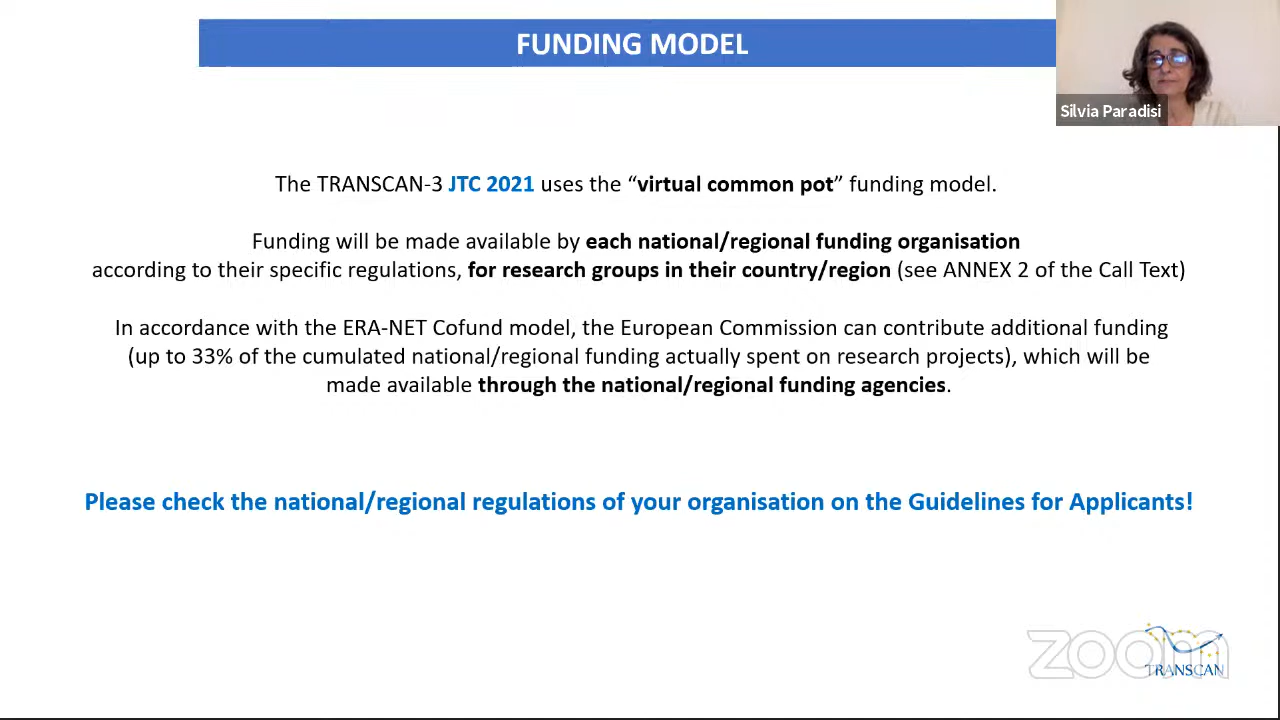 FUNDING MODEL
Silvia Paradisi
The TRANSCAN-3 JTC 2021 uses the “virtual common pot” funding model.
Funding will be made available by each national/regional funding organisation
according to their specific regulations, for research groups in their country/region (see ANNEX 2 of the Call Text)
In accordance with the ERA-NET Cofund model, the European Commission can contribute additional funding
(up to 33% of the cumulated national/regional funding actually spent on research projects), which will be
made available through the national/regional funding agencies.
Please check the national/regional regulations of your organisation on the Guidelines for Applicants!
zoom
TRANSCAN